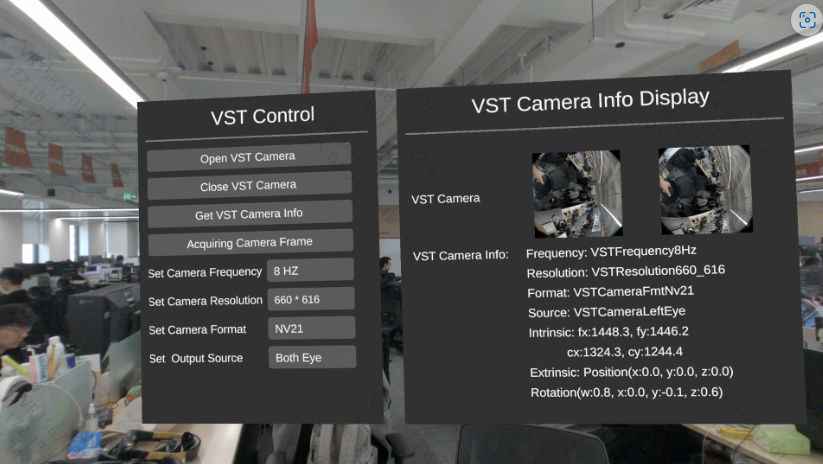 VST Control
Open VST Camera
Close VST Camera
Get VST Camera Info
Acquiring Camera Frame
Set Camera Frequency 8 HZ
Set Camera Resolution 660 * 616
Set Camera Format NV21
Set Output Source Both Eye
VST Camera Info Display
VST Camera
VST Camera Info: Frequency: VSTFrequency8Hz
Resolution: VSTResolution660_616
Format: VSTCameraFmtNv21
Source: VSTCameraLeftEye
Intrinsic: fx:1448.3, fy:1446.2
cx:1324.3, cy:1244.4
Extrinsic: Position(x:0.0, y:0.0, z:0.0)
Rotation(w:0.8, x:0.0, y:-0.1, z:0.6)